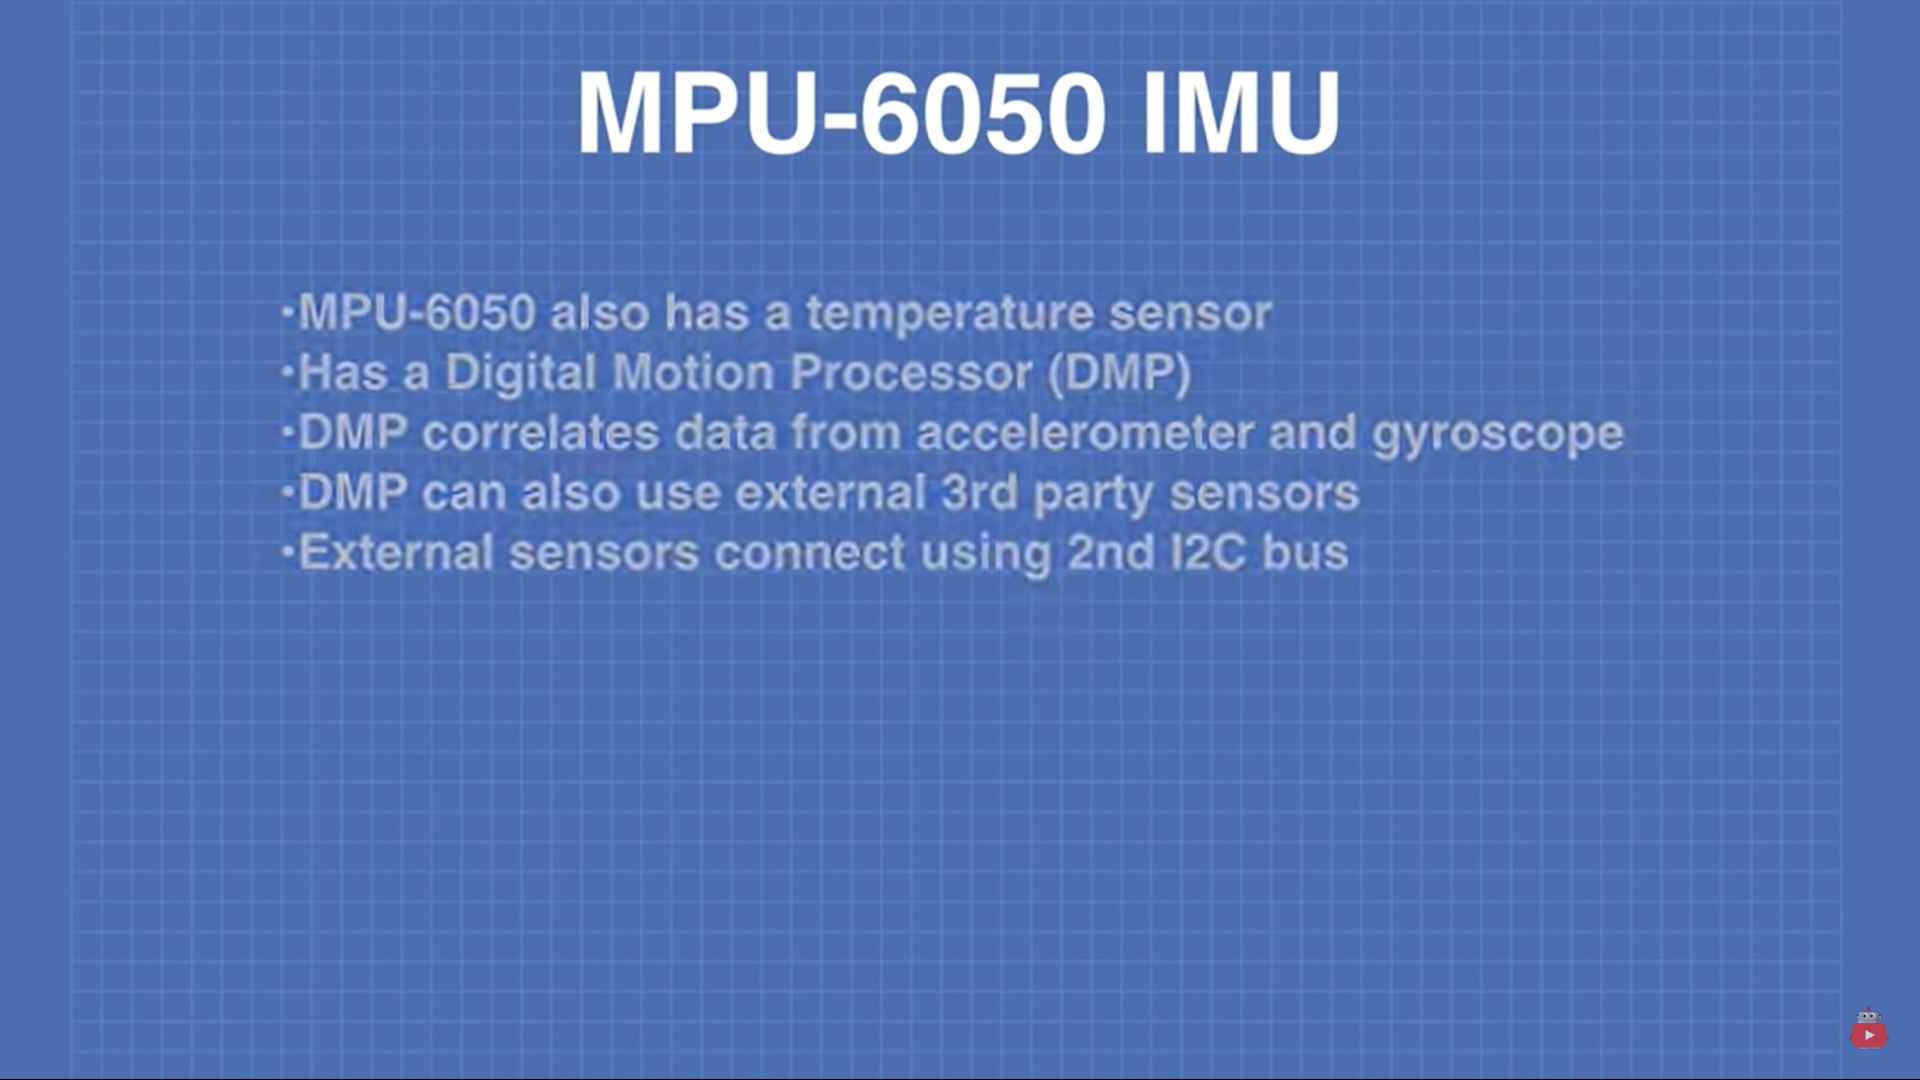 MPU-6050 IMU
•MPU-6050 also has a temperature sensor
•Has a Digital Motion Processor (DMP)
•DMP correlates data from accelerometer and gyroscope
•DMP can also use external 3rd party sensors
•External sensors connect using 2nd I2C bus